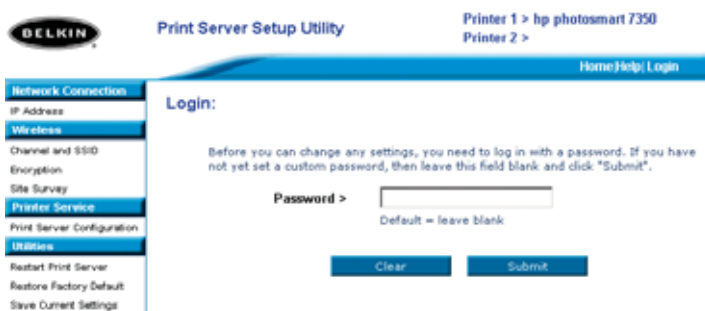 BELKIN
Print Server Setup Utility
Printer 1 > hp photosmart 7350
Printer 2 >
Home|Help| Login
Network Connection
IP Address
Wireless
Channel and SSID
Encryption
Site Survey
Printer Service
Print Server Configuration
Utilities
Restart Print Server
Restore Factory Default
Save Current Settings
Login:
Before you can change any settings, you need to log in with a password. If you have
not yet set a custom password, then leave this field blank and click "Submit".
Password >
Default = leave blank
Clear
Submit